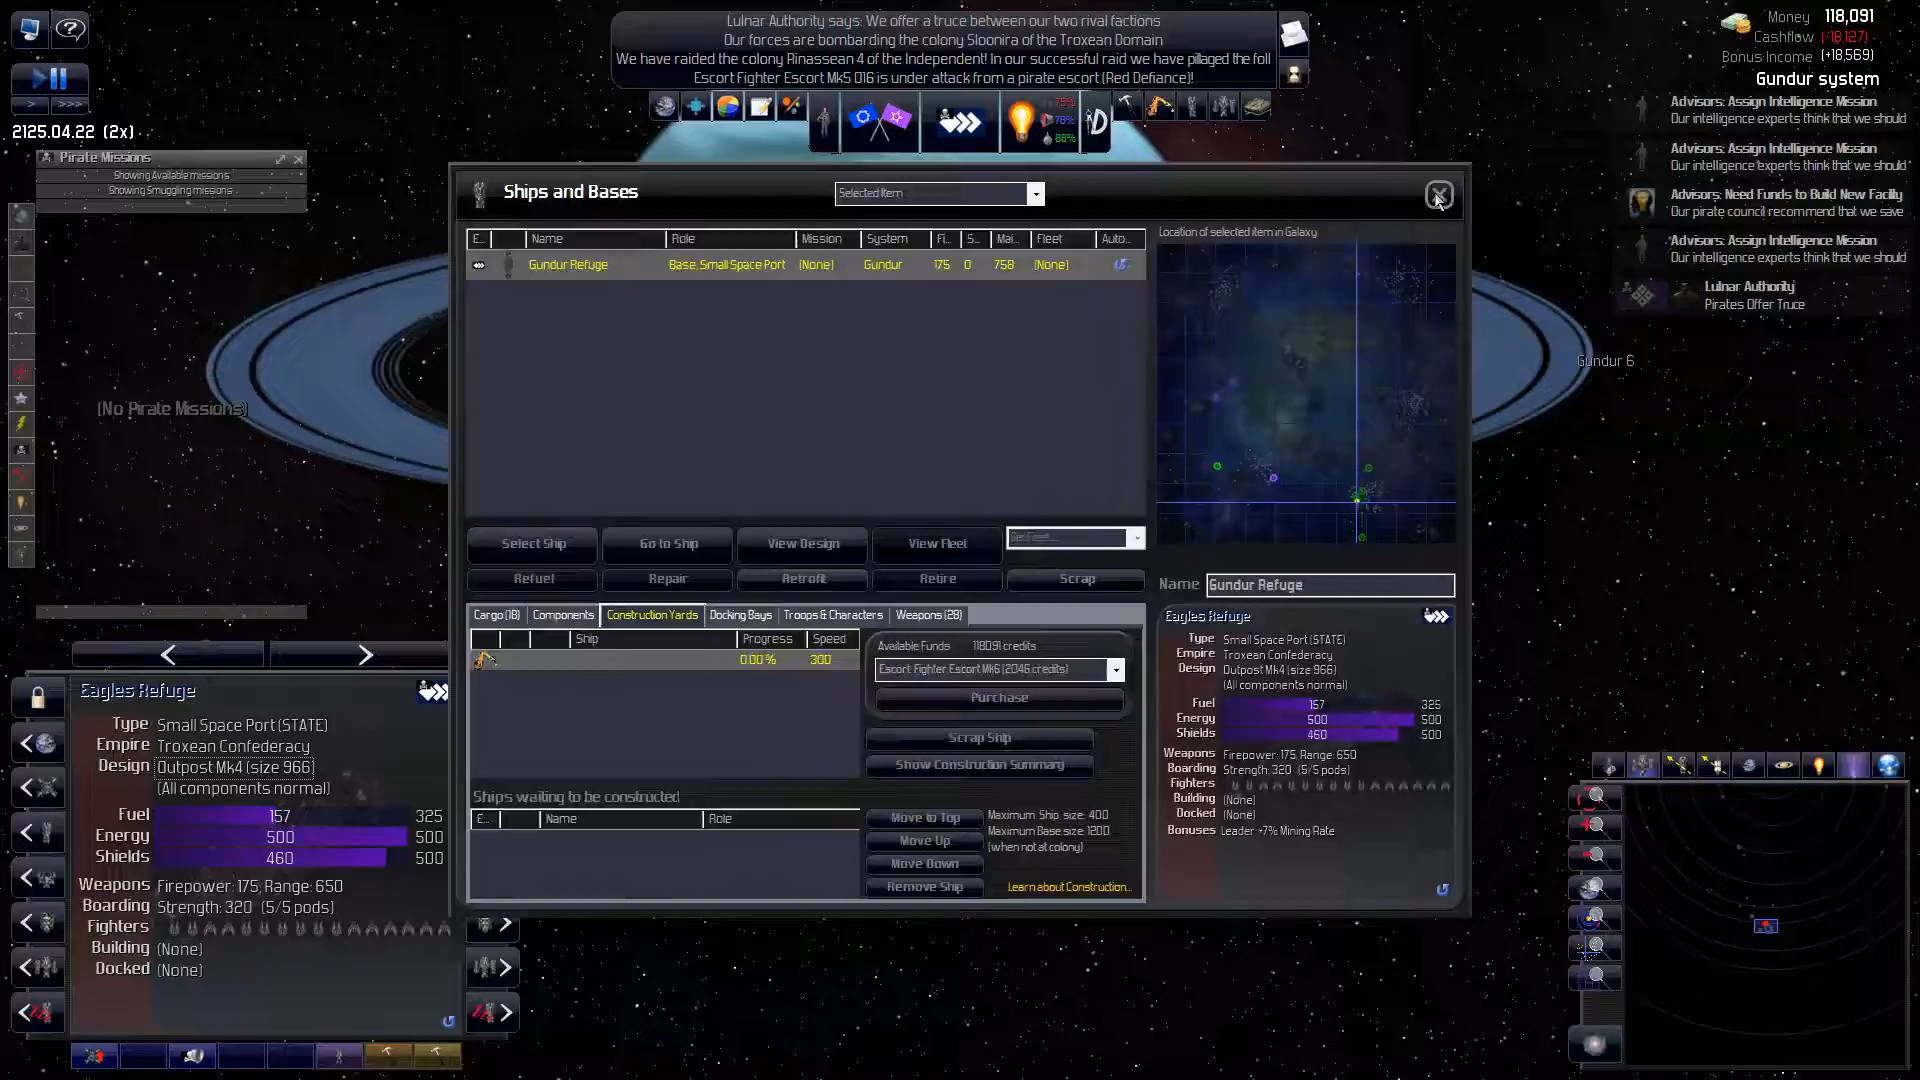 Lulnar Authority says: We offer a truce between our two rival factions
Our forces are bombarding the colony Sloonira of the Troxean Domain
We have raided the colony Rinassean 4 of the Independent! In our successful raid we have pillaged the foll
Escort Fighter Escort Mk5 016 is under attack from a pirate escort (Red Defiance)!
Money 118,091
Cashflow (-18,127)
Bonus Income (+18,569)
Gundur system
Advisors: Assign Intelligence Mission
Our intelligence experts think that we should
Advisors: Assign Intelligence Mission
Our intelligence experts think that we should
Advisors: Need Funds to Build New Facility
Our pirate council recommend that we save
Advisors: Assign Intelligence Mission
Our intelligence experts think that we should
Lulnar Authority
Pirates Offer Truce
> >>>
2125.04.22 (2x)
75%
76%
88%
Pirate Missions
Showing Available missions
Showing Smuggling missions
(No Pirate Missions)
Gundur 6
Ships and Bases
Selected Item
E... Name Role Mission System Fi... S... Mai... Fleet Auto...
Gundur Refuge Base, Small Space Port (None) Gundur 175 0 758 (None)
Location of selected item in Galaxy
Select Ship Go to Ship View Design View Fleet
Refuel Repair Retrofit Retire Scrap
Name Gundur Refuge
Cargo (18) Components Construction Yards Docking Bays Troops & Characters Weapons (28)
Ship Progress Speed
0.00 % 300
Available Funds 118091 credits
Escort: Fighter Escort Mk6 (2046 credits)
Purchase
Scrap Ship
Show Construction Summary
Ships waiting to be constructed
E... Name Role
Move to Top
Move Up
Move Down
Remove Ship
Maximum Ship size: 400
Maximum Base size: 1200
(when not at colony)
Learn about Construction...
Eagles Refuge
Type Small Space Port (STATE)
Empire Troxean Confederacy
Design Outpost Mk4 (size 966)
(All components normal)
Fuel 157 325
Energy 500 500
Shields 460 500
Weapons Firepower: 175, Range: 650
Boarding Strength: 320 (5/5 pods)
Fighters
Building (None)
Docked (None)
Bonuses Leader +7% Mining Rate
Eagles Refuge
Type Small Space Port (STATE)
Empire Troxean Confederacy
Design Outpost Mk4 (size 966)
(All components normal)
Fuel 157 325
Energy 500 500
Shields 460 500
Weapons Firepower: 175, Range: 650
Boarding Strength: 320 (5/5 pods)
Fighters
Building (None)
Docked (None)